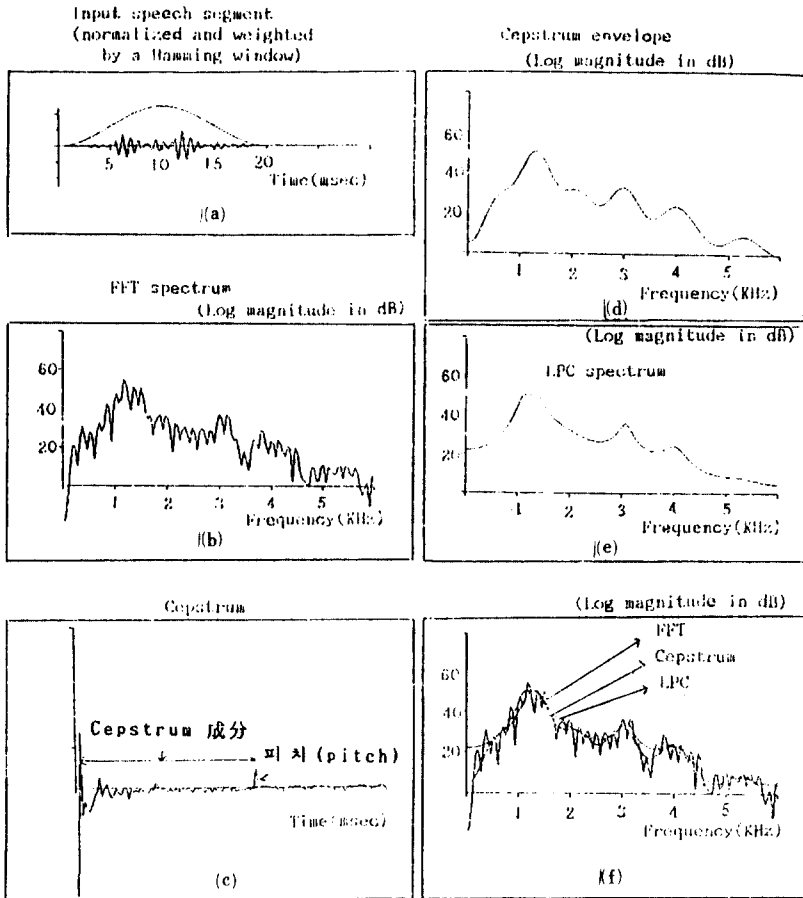 Input speech segment
(normalized and weighted
by a Hamming window)
5 10 15 20
Time(msec)
(a)
FFT spectrum
(Log magnitude in dB)
60
40
20
1 2 3 4 5
Frequency(KHz)
(b)
Cepstrum
Cepstrum 成分
피치(pitch)
Time(msec)
(c)
Cepstrum envelope
(Log magnitude in dB)
60
40
20
1 2 3 4 5
Frequency(KHz)
(d)
(Log magnitude in dB)
LPC spectrum
60
40
20
1 2 3 4 5
Frequency(KHz)
(e)
(Log magnitude in dB)
FFT
Cepstrum
LPC
60
40
20
1 2 3 4 5
Frequency(KHz)
(f)